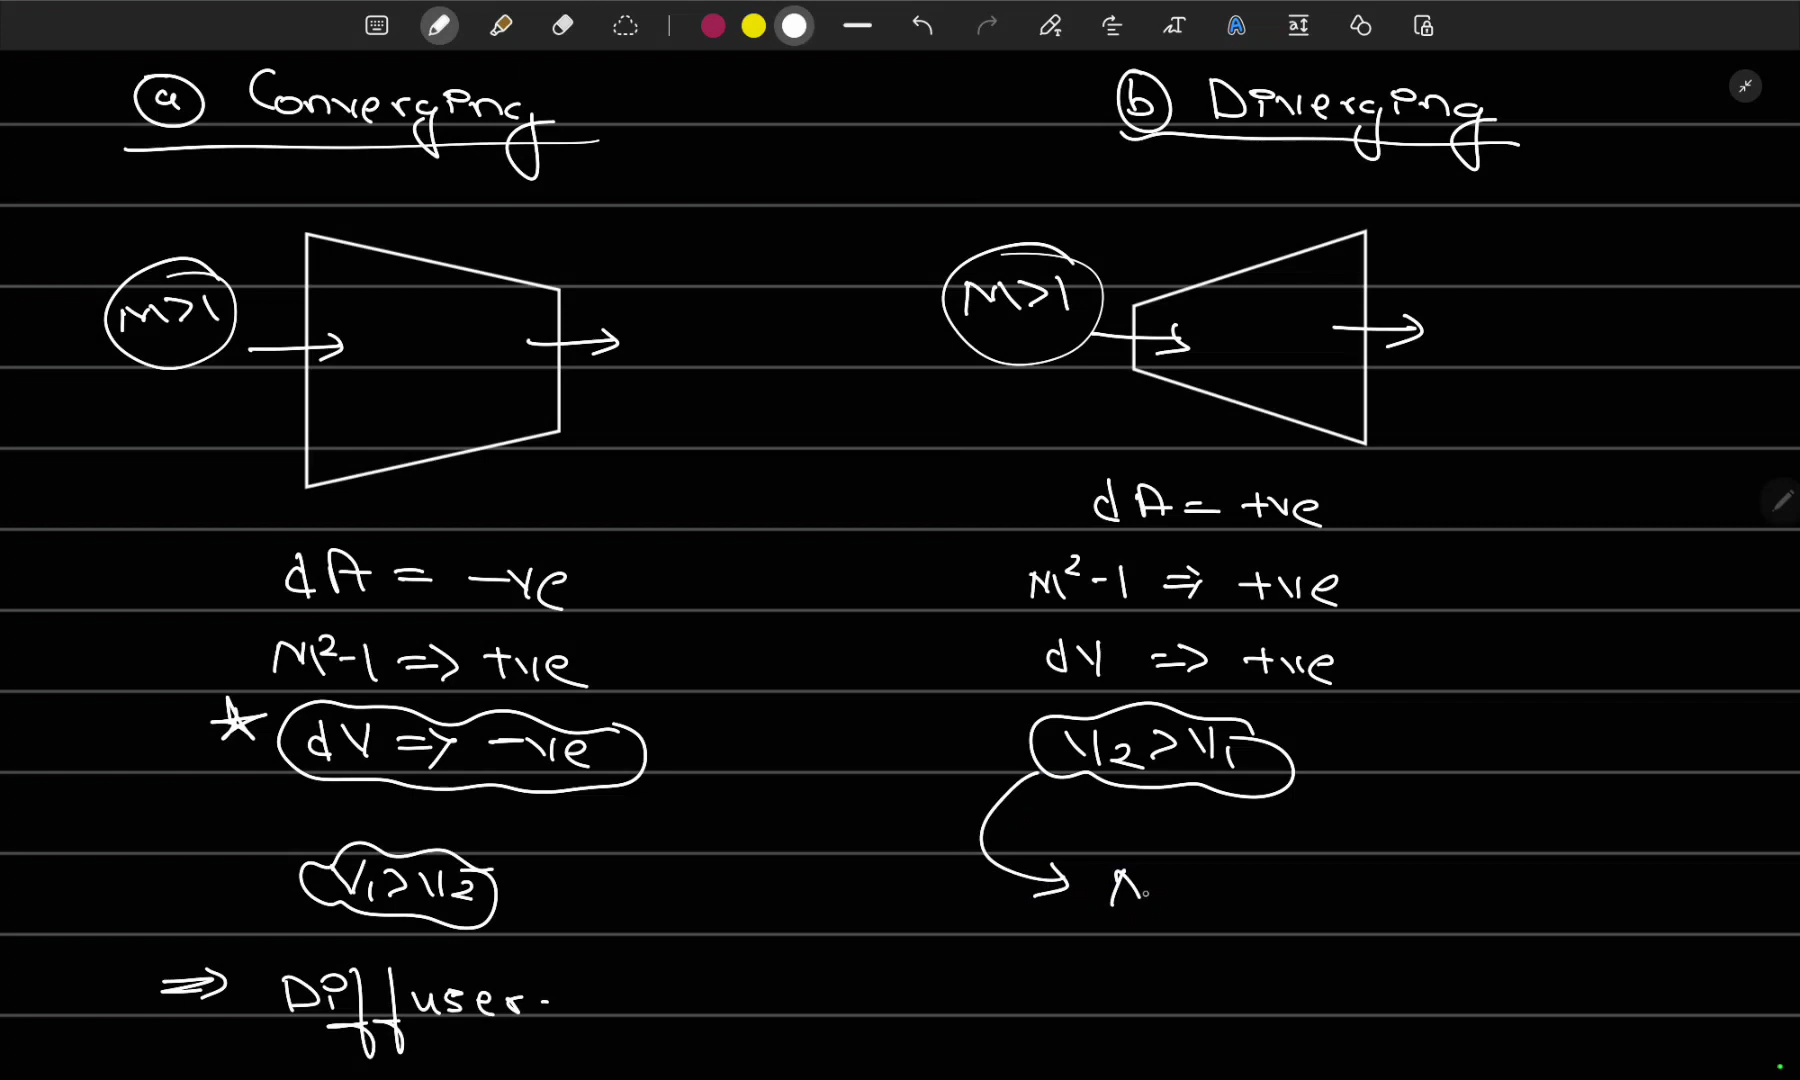 ⓐ Converging
M>1
dA = -ve
M²-1 => +ve
★ dV => -ve
V₁>V₂
=> Diffuser.
ⓑ Diverging
M>1
dA = +ve
M²-1 => +ve
dV => +ve
V₂>V₁